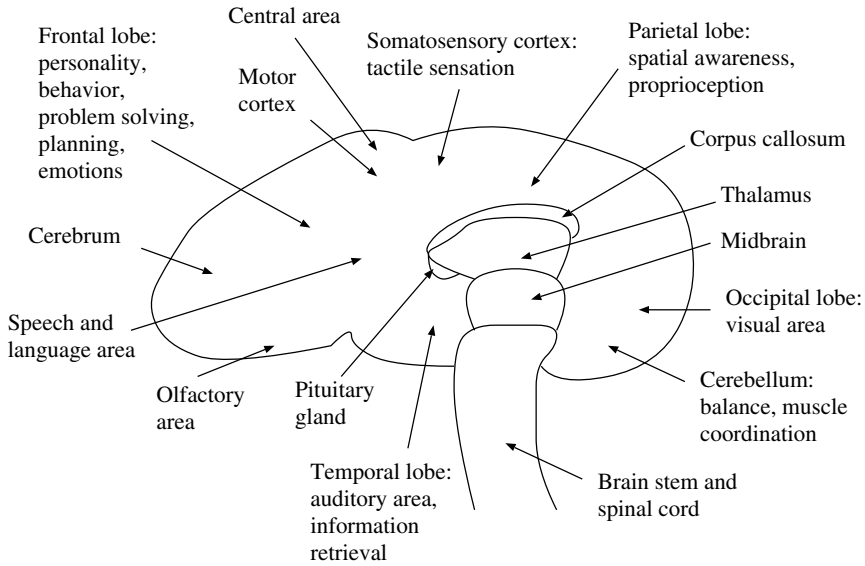 Frontal lobe:
personality,
behavior,
problem solving,
planning,
emotions
Central area
Motor
cortex
Somatosensory cortex:
tactile sensation
Parietal lobe:
spatial awareness,
proprioception
Corpus callosum
Thalamus
Midbrain
Occipital lobe:
visual area
Cerebellum:
balance, muscle
coordination
Brain stem and
spinal cord
Cerebrum
Speech and
language area
Olfactory
area
Pituitary
gland
Temporal lobe:
auditory area,
information
retrieval